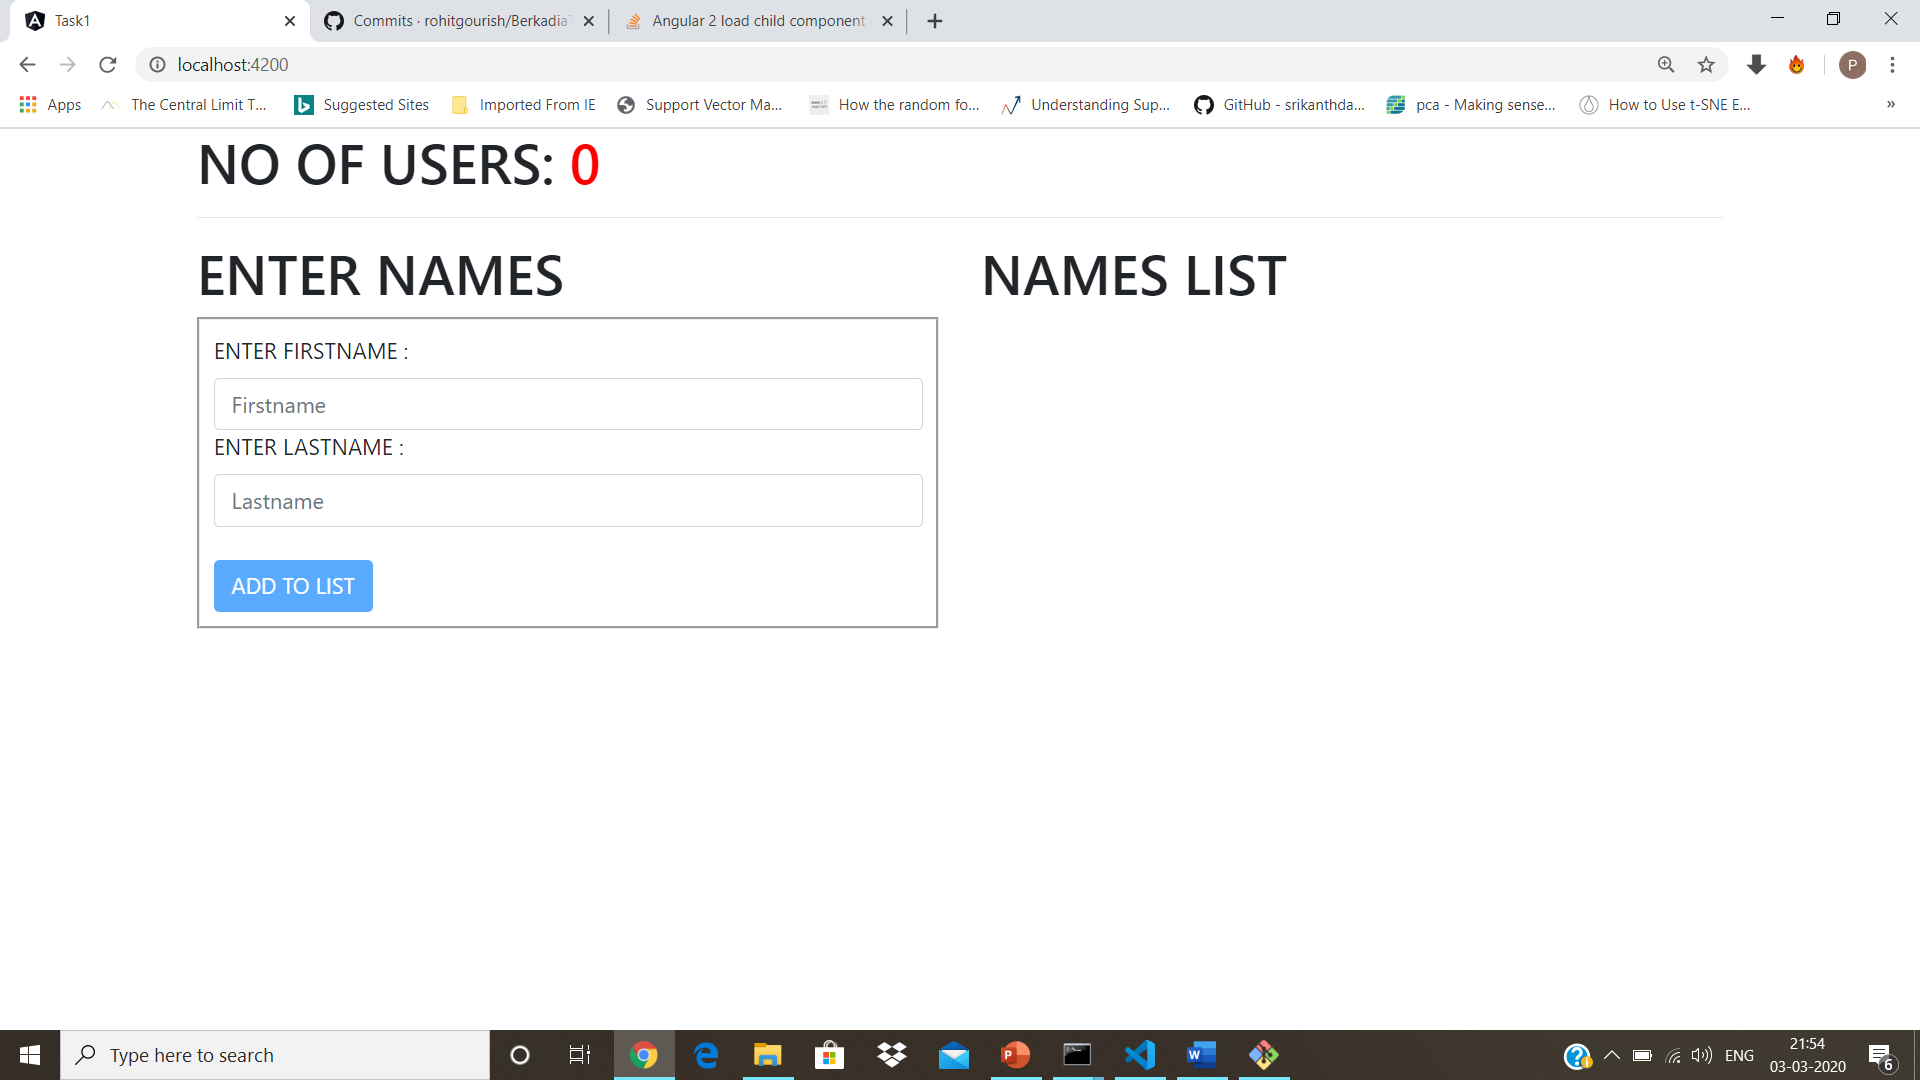 Task1
Commits · rohitgourish/Berkadia
Angular 2 load child component
localhost:4200
P
Apps
The Central Limit T...
Suggested Sites
Imported From IE
Support Vector Ma...
How the random fo...
Understanding Sup...
GitHub - srikanthda...
pca - Making sense...
How to Use t-SNE E...
»
NO OF USERS: 0
ENTER NAMES
NAMES LIST
ENTER FIRSTNAME :
Firstname
ENTER LASTNAME :
Lastname
ADD TO LIST
Type here to search
ENG
21:54
03-03-2020
6